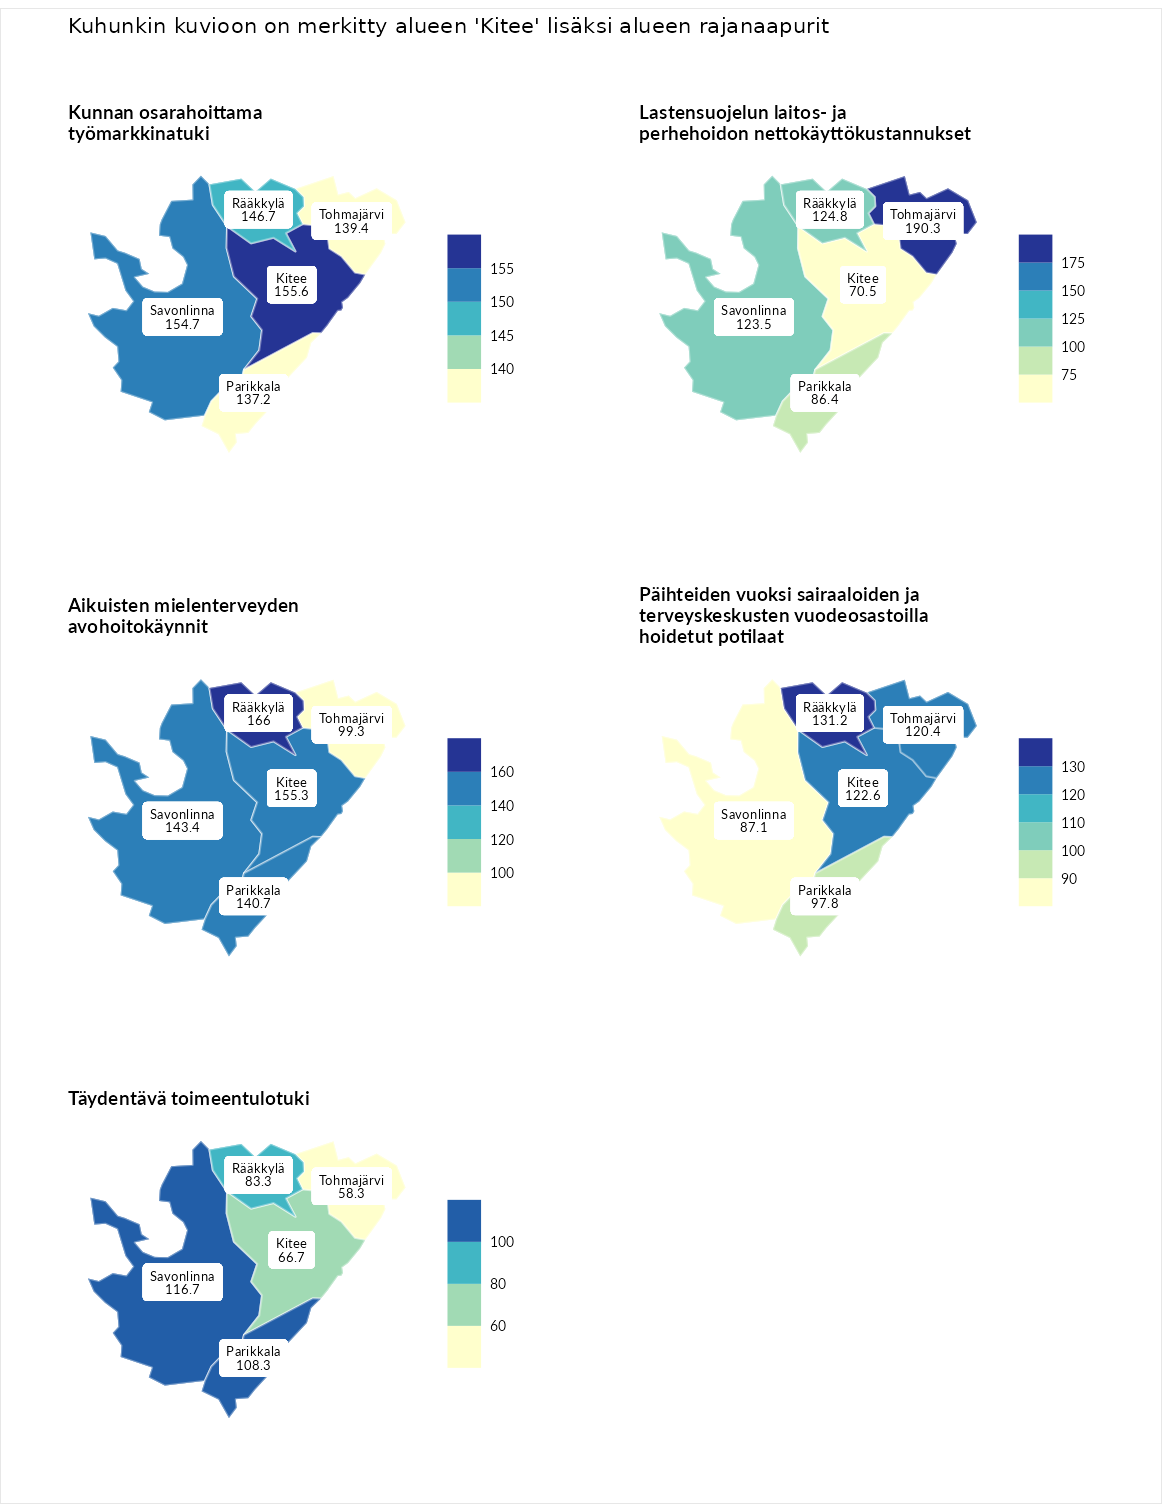 Kuhunkin kuvioon on merkitty alueen 'Kitee' lisäksi alueen rajanaapurit
Kunnan osarahoittama
työmarkkinatuki
Rääkkylä
146.7
Tohmajärvi
139.4
Kitee
155.6
Savonlinna
154.7
Parikkala
137.2
155
150
145
140
Lastensuojelun laitos- ja
perhehoidon nettokäyttökustannukset
Rääkkylä
124.8
Tohmajärvi
190.3
Kitee
70.5
Savonlinna
123.5
Parikkala
86.4
175
150
125
100
75
Aikuisten mielenterveyden
avohoitokäynnit
Rääkkylä
166
Tohmajärvi
99.3
Kitee
155.3
Savonlinna
143.4
Parikkala
140.7
160
140
120
100
Päihteiden vuoksi sairaaloiden ja
terveyskeskusten vuodeosastoilla
hoidetut potilaat
Rääkkylä
131.2
Tohmajärvi
120.4
Kitee
122.6
Savonlinna
87.1
Parikkala
97.8
130
120
110
100
90
Täydentävä toimeentulotuki
Rääkkylä
83.3
Tohmajärvi
58.3
Kitee
66.7
Savonlinna
116.7
Parikkala
108.3
100
80
60